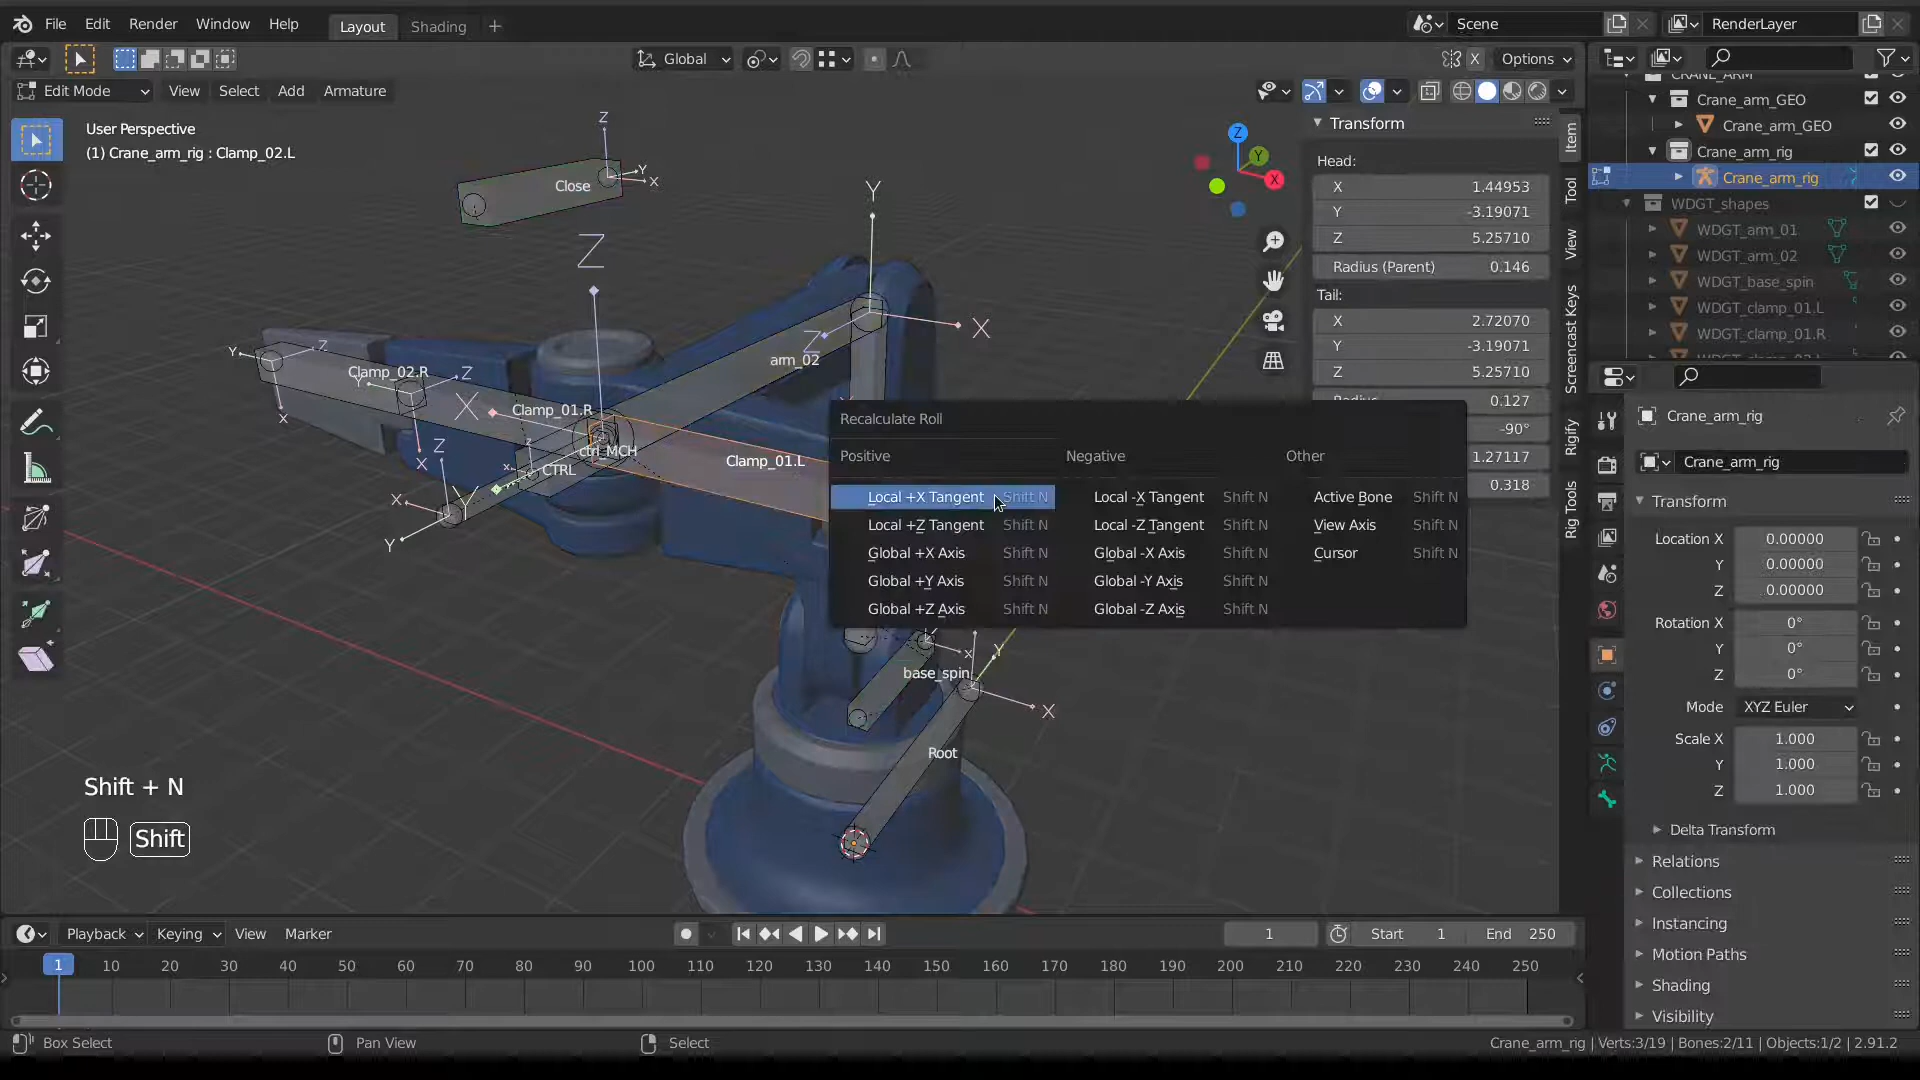 File Edit Render Window Help Layout Shading + Scene RenderLayer
Global X Options
Edit Mode View Select Add Armature
User Perspective
(1) Crane_arm_rig : Clamp_02.L
Close
Z
Y
X
Z
Y
X
Z
Y
X
arm_02
Z
Clamp_02.R
Y
Z
X
Clamp_01.R
X
Y
Z
X
ctrl_MCH
CTRL
Z
X
Y
X
Y
Clamp_01.L
base_spin
x
Y
X
Root
Z
Y
X
Transform
Head:
X 1.44953
Y -3.19071
Z 5.25710
Radius (Parent) 0.146
Tail:
X 2.72070
Y -3.19071
Z 5.25710
Radius 0.127
-90°
1.27117
0.318
Item
Tool
View
Screencast Keys
Rigify
Rig Tools
Recalculate Roll
Positive Negative Other
Local +X Tangent Shift N Local -X Tangent Shift N Active Bone Shift N
Local +Z Tangent Shift N Local -Z Tangent Shift N View Axis Shift N
Global +X Axis Shift N Global -X Axis Shift N Cursor Shift N
Global +Y Axis Shift N Global -Y Axis Shift N
Global +Z Axis Shift N Global -Z Axis Shift N
Shift + N
Shift
CRANE_ARM
Crane_arm_GEO
Crane_arm_GEO
Crane_arm_rig
Crane_arm_rig
WDGT_shapes
WDGT_arm_01
WDGT_arm_02
WDGT_base_spin
WDGT_clamp_01.L
WDGT_clamp_01.R
Crane_arm_rig
Crane_arm_rig
Transform
Location X 0.00000
Y 0.00000
Z 0.00000
Rotation X 0°
Y 0°
Z 0°
Mode XYZ Euler
Scale X 1.000
Y 1.000
Z 1.000
Delta Transform
Relations
Collections
Instancing
Motion Paths
Shading
Visibility
Playback Keying View Marker 1 Start 1 End 250
1 10 20 30 40 50 60 70 80 90 100 110 120 130 140 150 160 170 180 190 200 210 220 230 240 250
Box Select Pan View Select Crane_arm_rig | Verts:3/19 | Bones:2/11 | Objects:1/2 | 2.91.2